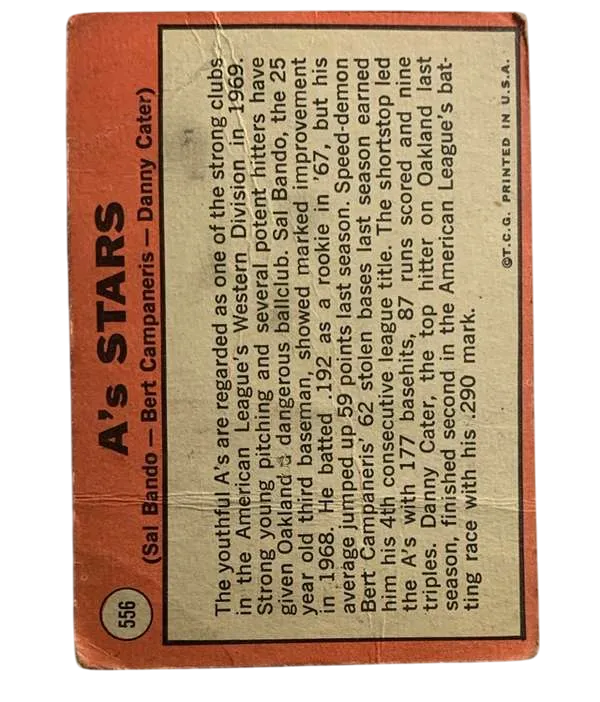 556
A's STARS
(Sal Bando — Bert Campaneris — Danny Cater)
The youthful A's are regarded as one of the strong clubs
in the American League's Western Division in 1969.
Strong young pitching and several potent hitters have
given Oakland a dangerous ballclub. Sal Bando, the 25
year old third baseman, showed marked improvement
in 1968. He batted .192 as a rookie in '67, but his
average jumped up 59 points last season. Speed-demon
Bert Campaneris' 62 stolen bases last season earned
him his 4th consecutive league title. The shortstop led
the A's with 177 basehits, 87 runs scored and nine
triples. Danny Cater, the top hitter on Oakland last
season, finished second in the American League's bat-
ting race with his .290 mark.
©T.C.G. PRINTED IN U.S.A.